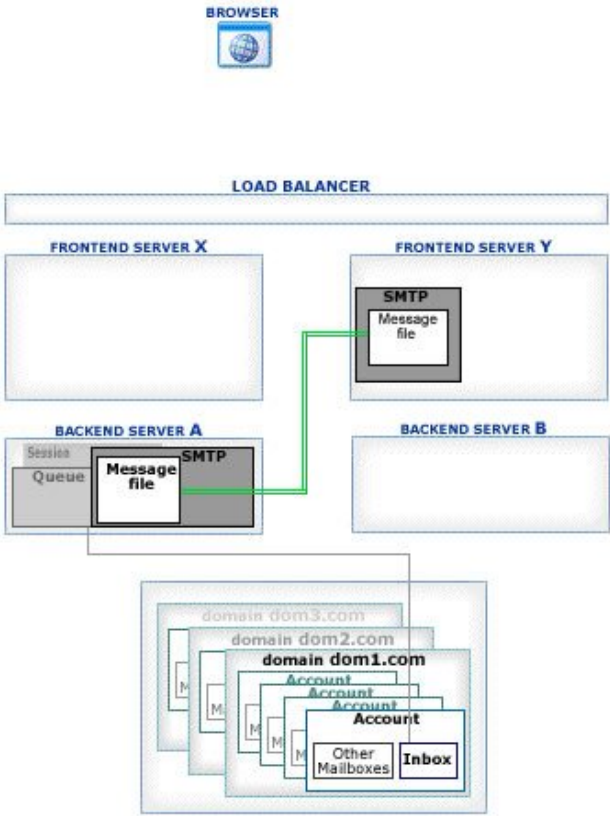 BROWSER
LOAD BALANCER
FRONTEND SERVER X
FRONTEND SERVER Y
SMTP
Message
file
BACKEND SERVER A
BACKEND SERVER B
Session
SMTP
Queue
Message
file
domain dom3.com
domain dom2.com
domain dom1.com
Account
Account
Account
Account
M
M
M
M
M
Other
Mailboxes
Inbox